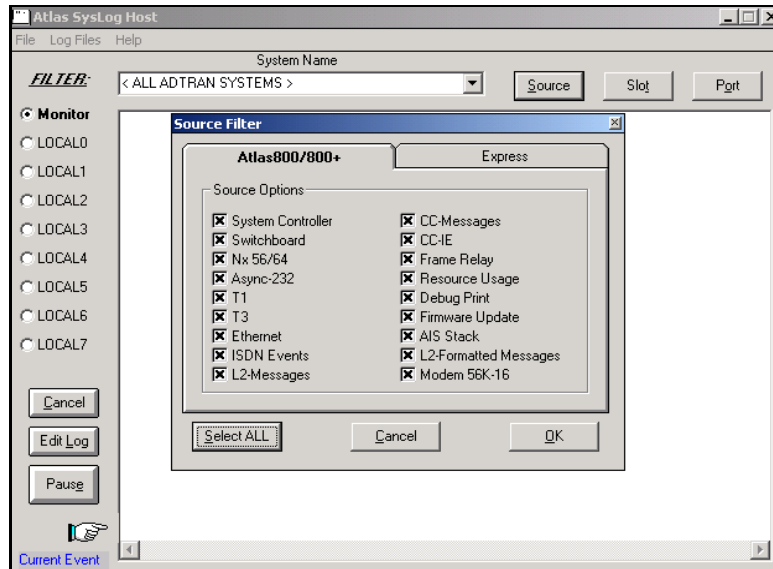 Atlas SysLog Host
File Log Files Help
System Name
FILTER:
< ALL ADTRAN SYSTEMS >
Source
Slot
Port
Monitor
LOCAL0
LOCAL1
LOCAL2
LOCAL3
LOCAL4
LOCAL5
LOCAL6
LOCAL7
Cancel
Edit Log
Pause
Current Event
Source Filter
Atlas800/800+
Express
Source Options
System Controller
Switchboard
Nx 56/64
Async-232
T1
T3
Ethernet
ISDN Events
L2-Messages
CC-Messages
CC-IE
Frame Relay
Resource Usage
Debug Print
Firmware Update
AIS Stack
L2-Formatted Messages
Modem 56K-16
Select ALL
Cancel
OK